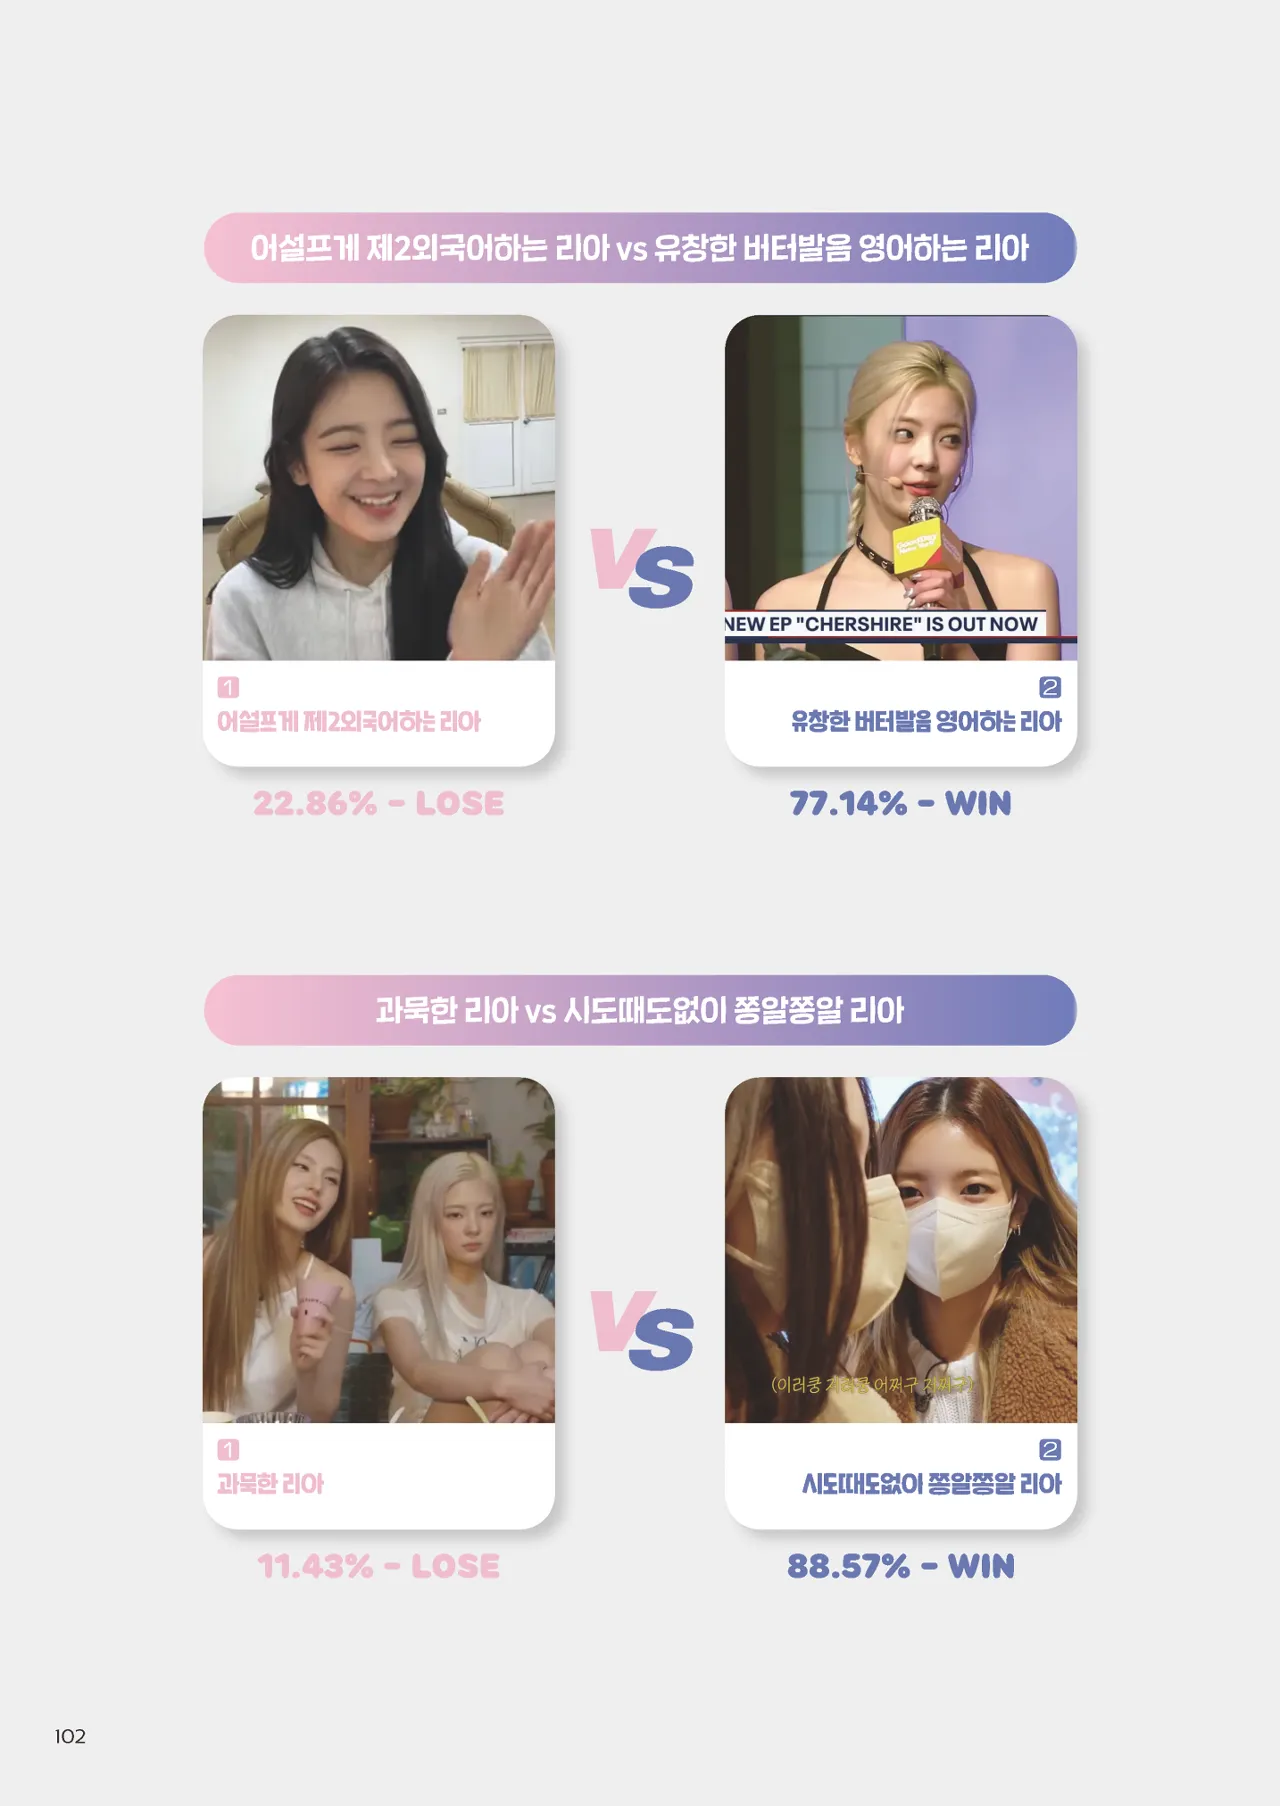 어설프게 제2외국어하는 리아 vs 유창한 버터발음 영어하는 리아
VS
NEW EP "CHERSHIRE" IS OUT NOW
1
어설프게 제2외국어하는 리아
2
유창한 버터발음 영어하는 리아
22.86% - LOSE
77.14% - WIN
과묵한 리아 vs 시도때도없이 쫑알쫑알 리아
VS
(이러쿵 저러쿵 어쩌구 저쩌구)
1
과묵한 리아
2
시도때도없이 쫑알쫑알 리아
11.43% - LOSE
88.57% - WIN
102